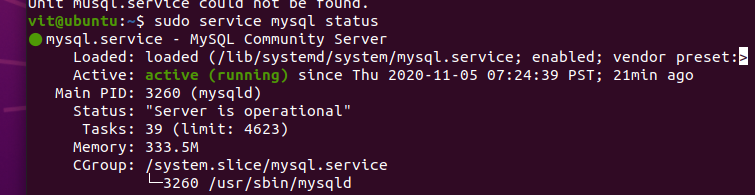 Unit musql.service could not be found.
vit@ubuntu:~$ sudo service mysql status
● mysql.service - MySQL Community Server
Loaded: loaded (/lib/systemd/system/mysql.service; enabled; vendor preset:>
Active: active (running) since Thu 2020-11-05 07:24:39 PST; 21min ago
Main PID: 3260 (mysqld)
Status: "Server is operational"
Tasks: 39 (limit: 4623)
Memory: 333.5M
CGroup: /system.slice/mysql.service
└─3260 /usr/sbin/mysqld